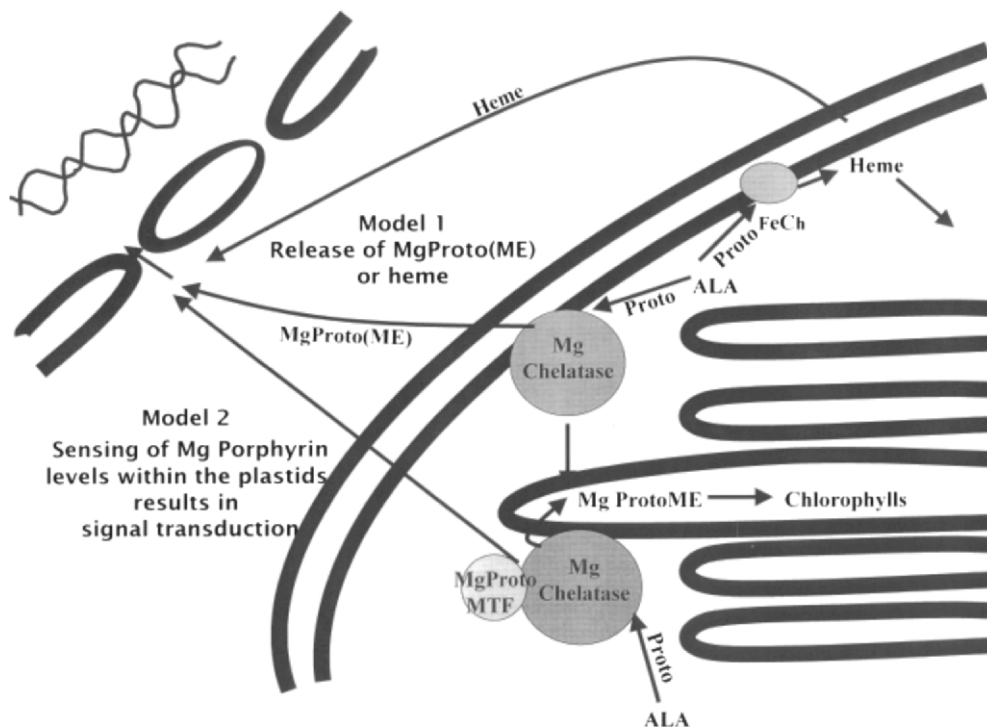 Heme
Heme
FeCh
Model 1
Release of MgProto(ME)
or heme
Proto
Proto
ALA
MgProto(ME)
Mg
Chelatase
Model 2
Sensing of Mg Porphyrin
levels within the plastids
results in
signal transduction
Mg ProtoME
Chlorophylls
MgProto
MTF
Mg
Chelatase
Proto
ALA